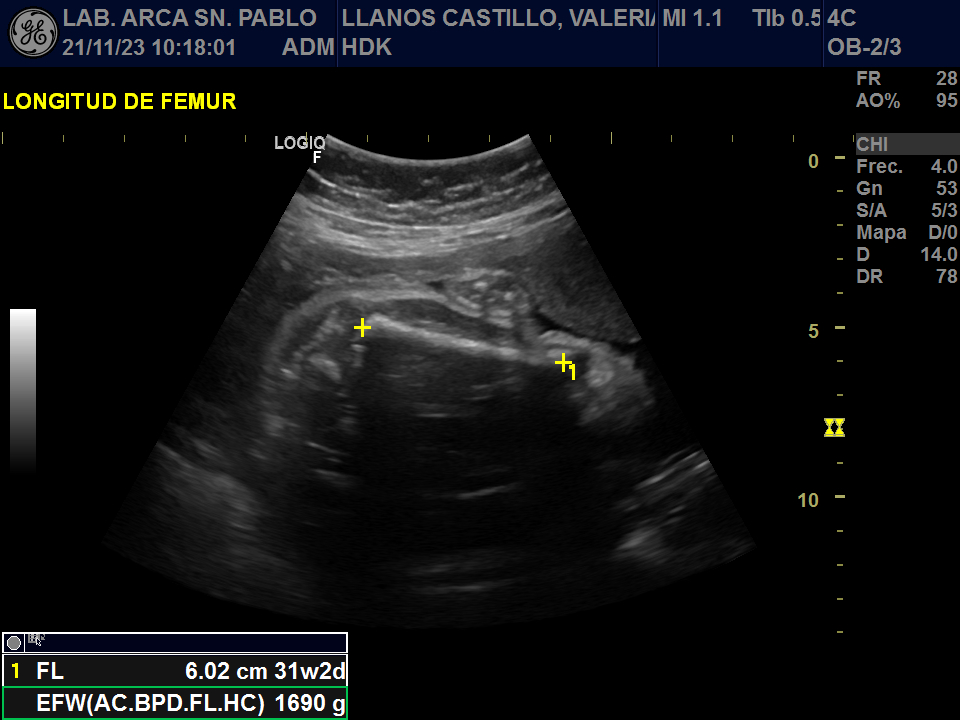 LAB. ARCA SN. PABLO
21/11/23 10:18:01 ADM
LLANOS CASTILLO, VALERIA
HDK
MI 1.1 TIb 0.5
4C
OB-2/3
LONGITUD DE FEMUR
FR 28
AO% 95
LOGIQ
F
CHI
Frec. 4.0
Gn 53
S/A 5/3
Mapa D/0
D 14.0
DR 78
0
5
10
1
1 FL 6.02 cm 31w2d
EFW(AC.BPD.FL.HC) 1690 g